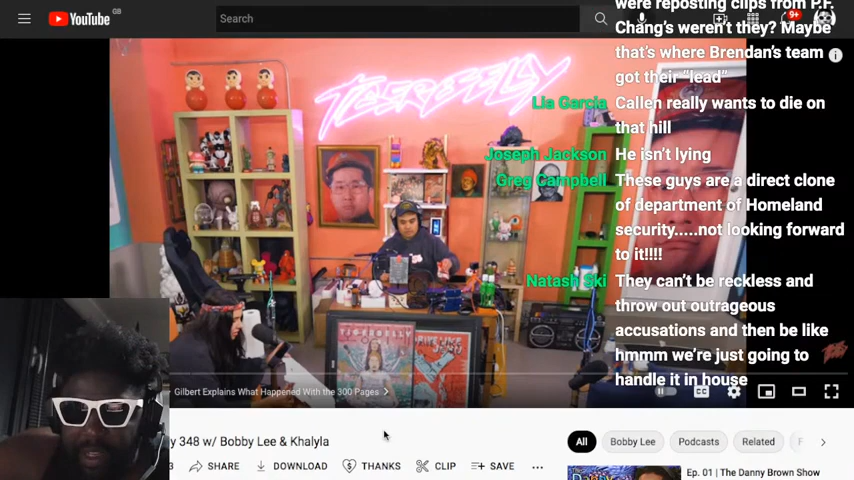 YouTube GB
Search
9+
were reposting clips from P.F.
Chang's weren't they? Maybe
that's where Brendan's team
got their "lead"
Lia Garcia Callen really wants to die on
that hill
Joseph Jackson He isn't lying
Greg Campbell These guys are a direct clone
of department of Homeland
security.....not looking forward
to it!!!!
Natash Ski They can't be reckless and
throw out outrageous
accusations and then be like
hmmm we're just going to
handle it in house
TIGERBELLY
TIGERBELLY
Gilbert Explains What Happened With the 300 Pages
y 348 w/ Bobby Lee & Khalyla
3 SHARE DOWNLOAD THANKS CLIP SAVE
All Bobby Lee Podcasts Related F
Ep. 01 | The Danny Brown Show